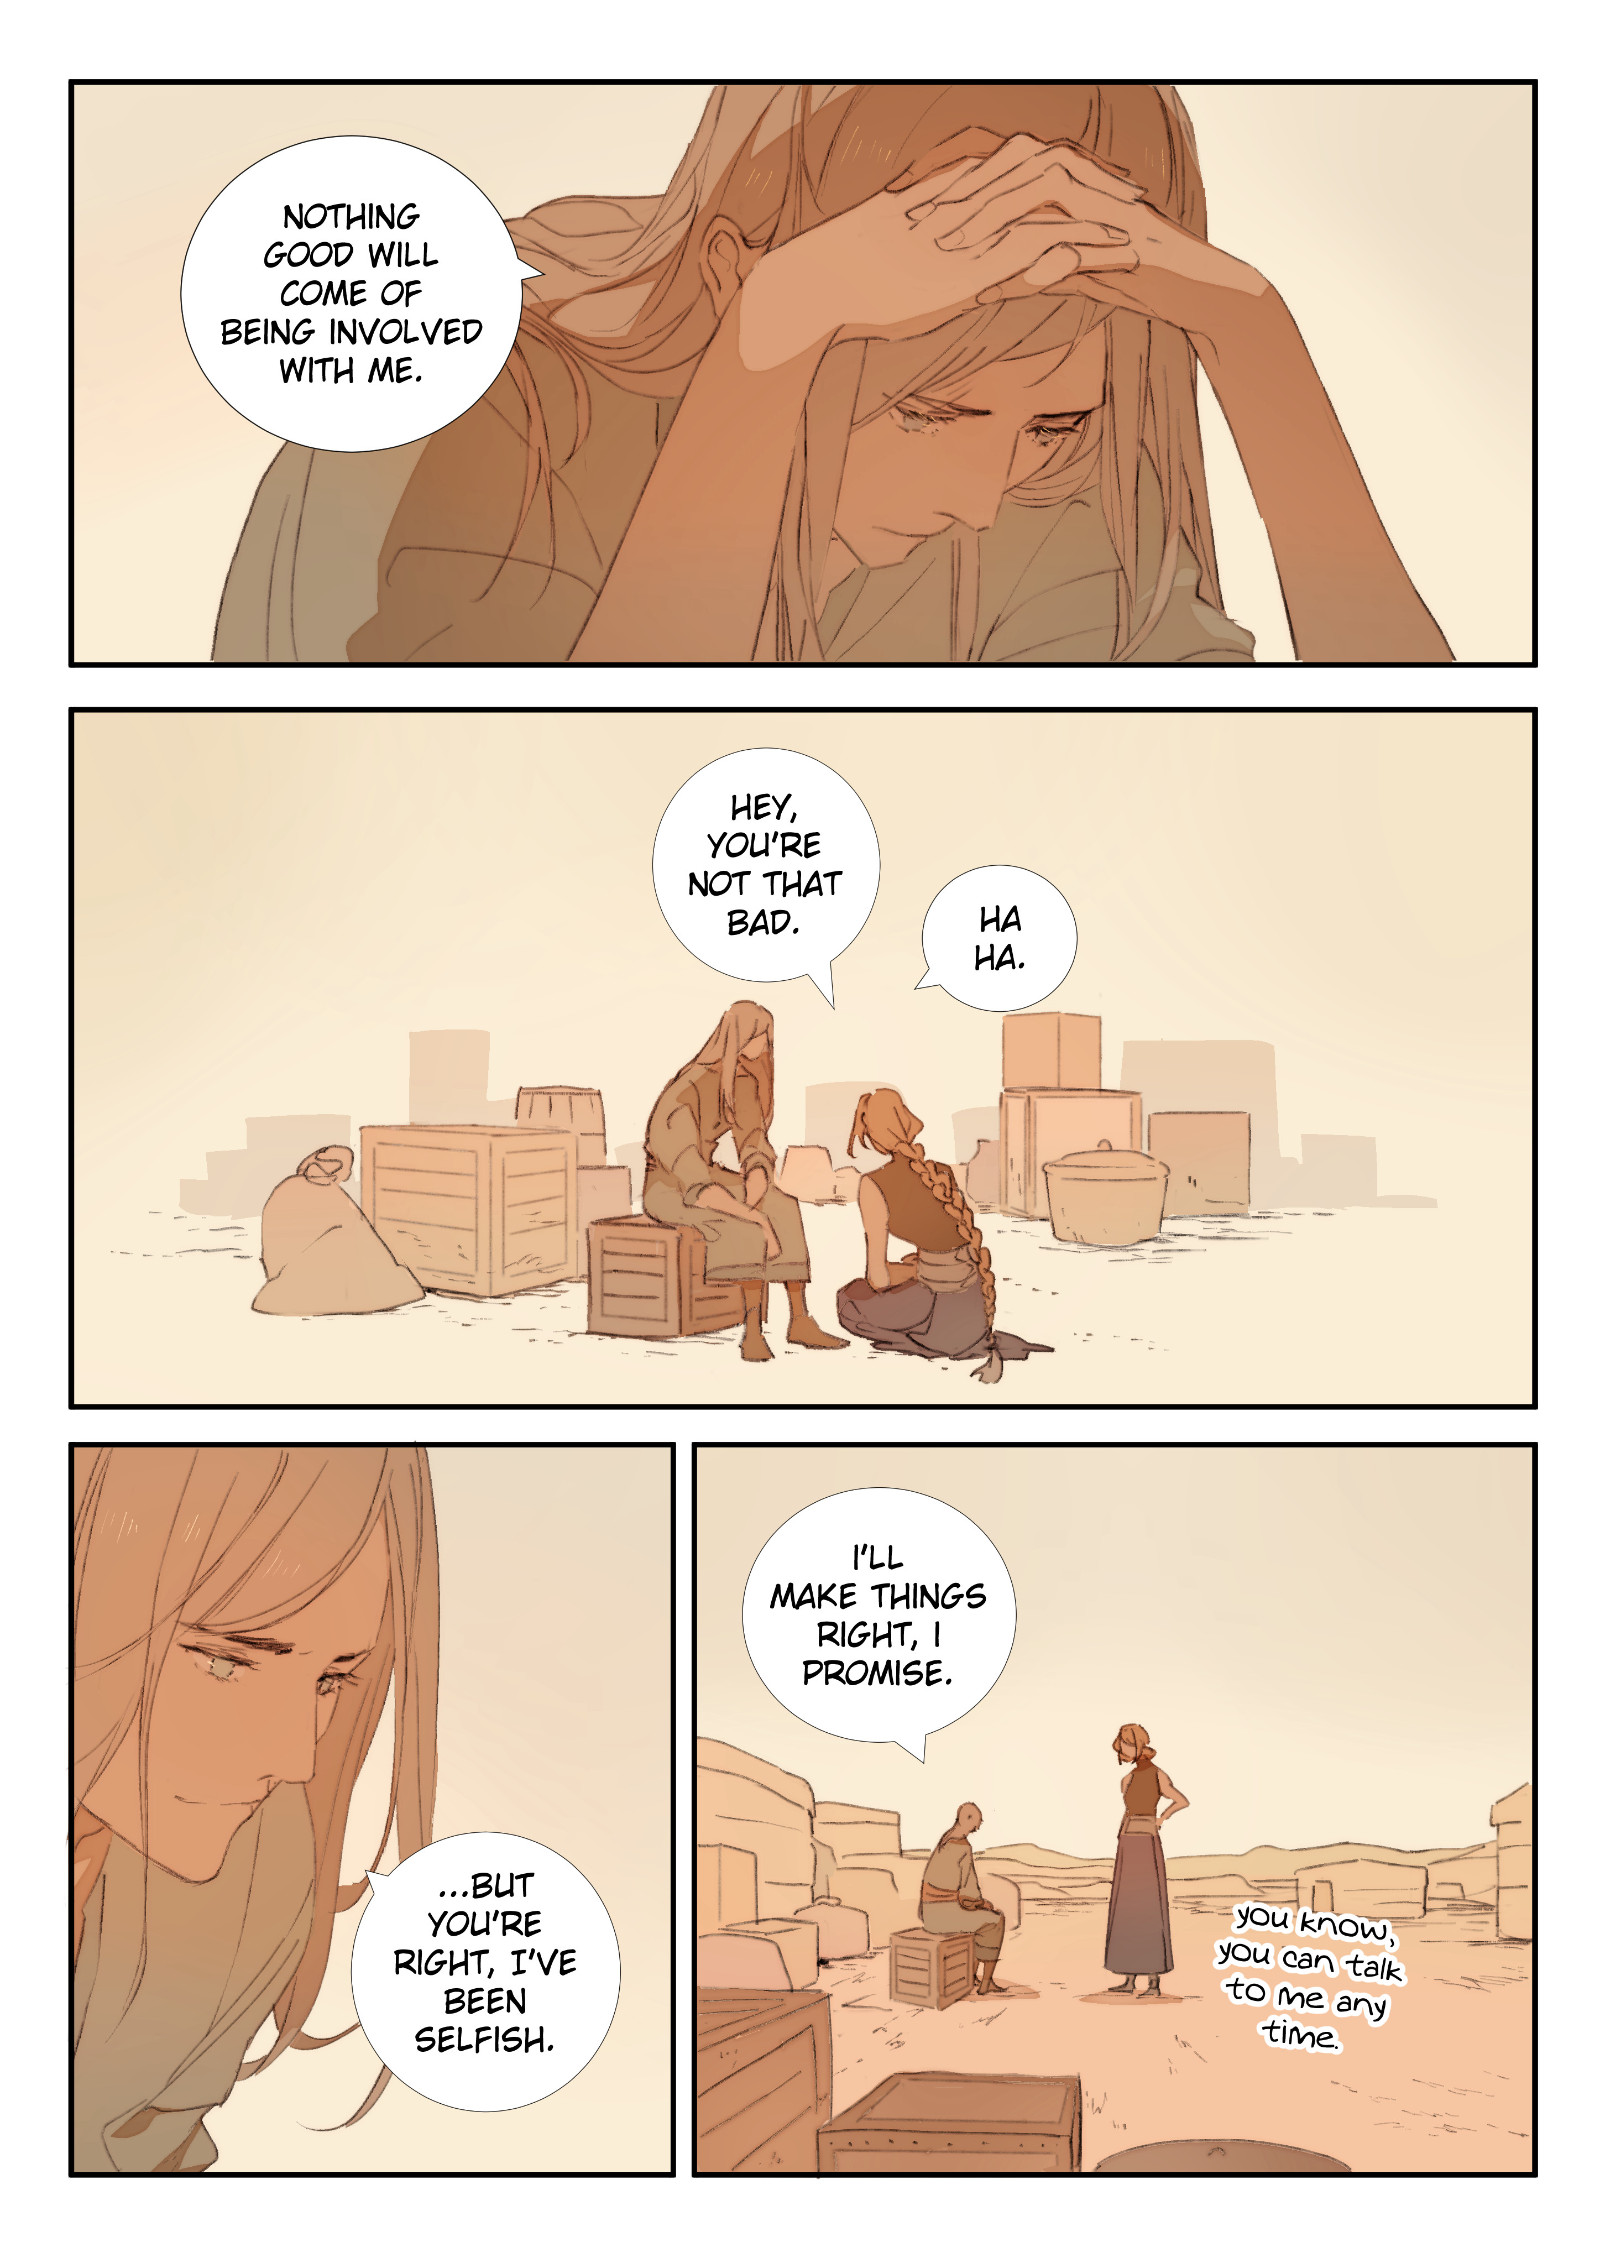 NOTHING
GOOD WILL
COME OF
BEING INVOLVED
WITH ME.
HEY,
YOU'RE
NOT THAT
BAD.
HA
HA.
...BUT
YOU'RE
RIGHT, I'VE
BEEN
SELFISH.
I'LL
MAKE THINGS
RIGHT, I
PROMISE.
you know,
you can talk
to me any
time.